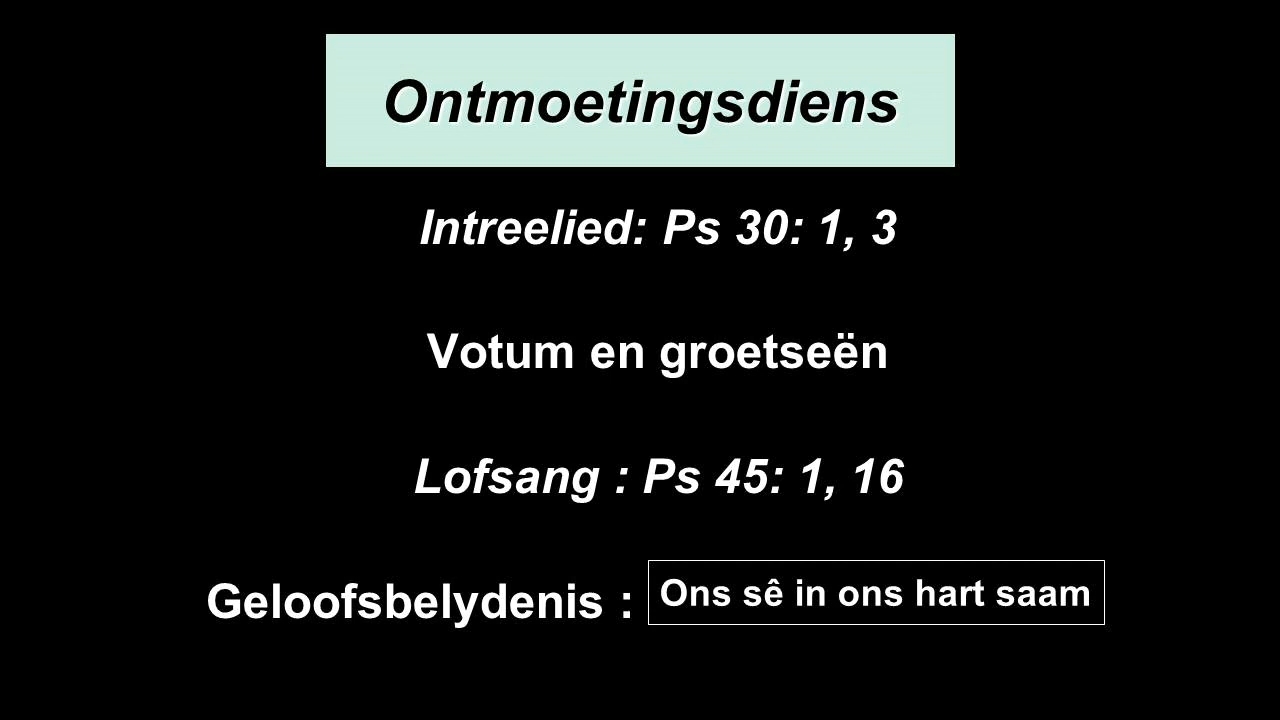 Ontmoetingsdiens
Intreelied: Ps 30: 1, 3
Votum en groetseën
Lofsang : Ps 45: 1, 16
Geloofsbelydenis : Ons sê in ons hart saam